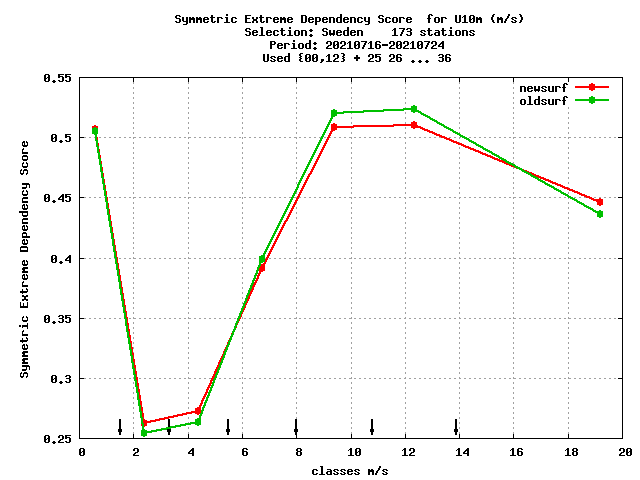 Symmetric Extreme Dependency Score  for U10m (m/s)
Selection: Sweden    173 stations
Period: 20210716-20210724
Used {00,12} + 25 26 ... 36
newsurf
oldsurf
Symmetric Extreme Dependency Score
0.55
0.5
0.45
0.4
0.35
0.3
0.25
0 2 4 6 8 10 12 14 16 18 20
classes m/s